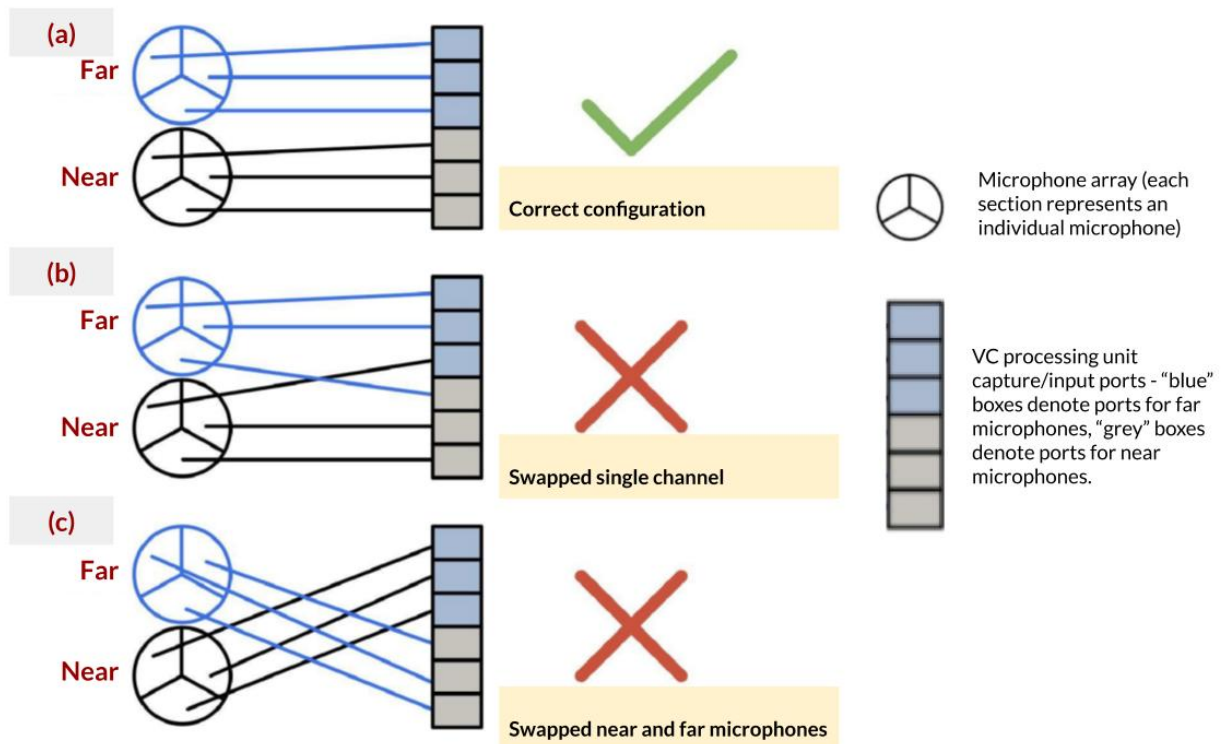 (a)
Far
Near
Correct configuration
(b)
Far
Near
Swapped single channel
(c)
Far
Near
Swapped near and far microphones
Microphone array (each
section represents an
individual microphone)
VC processing unit
capture/input ports - “blue”
boxes denote ports for far
microphones, “grey” boxes
denote ports for near
microphones.